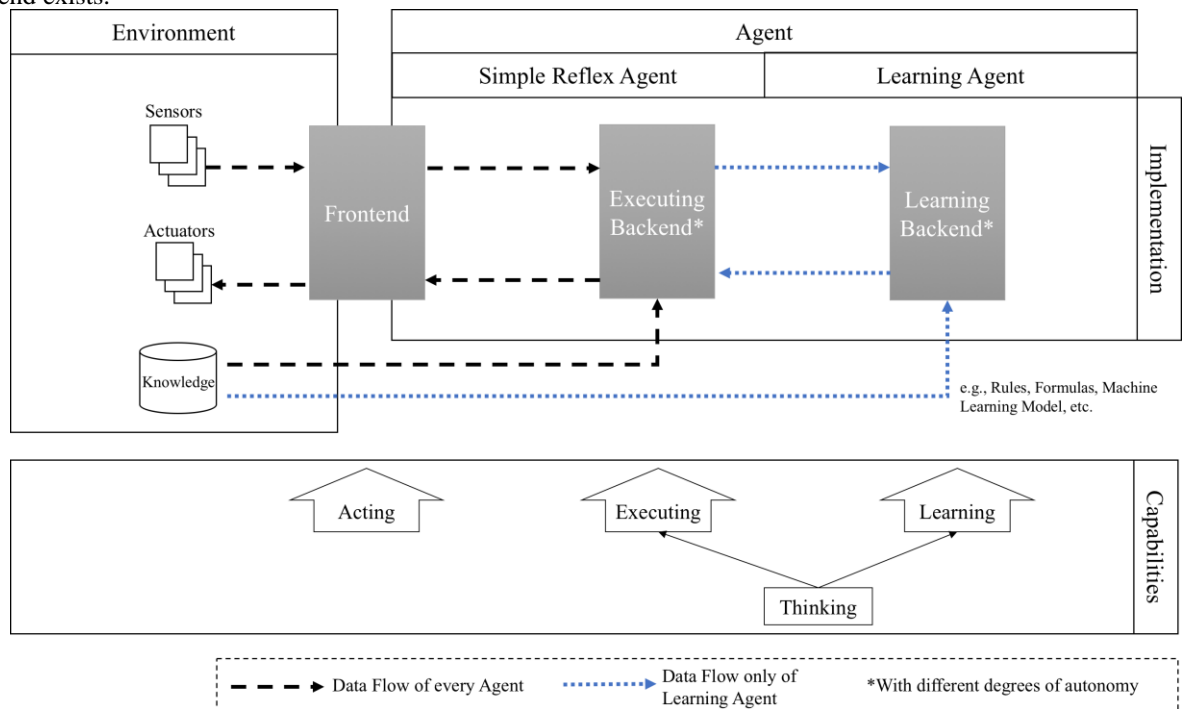 end exists.
Environment
Agent
Simple Reflex Agent
Learning Agent
Sensors
Frontend
Executing
Backend*
Learning
Backend*
Implementation
Actuators
Knowledge
e.g., Rules, Formulas, Machine
Learning Model, etc.
Acting
Executing
Learning
Thinking
Capabilities
Data Flow of every Agent
Data Flow only of
Learning Agent
*With different degrees of autonomy